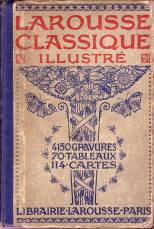 LAROUSSE
CLASSIQUE
ILLUSTRÉ
4150 GRAVURES
70 TABLEAUX
114 · CARTES
LIBRAIRIE · LAROUSSE · PARIS